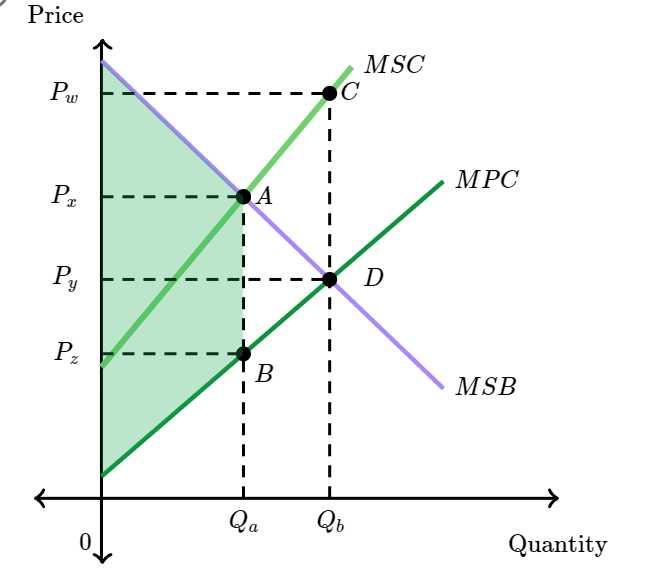 Price
MSC
P_w
C
MPC
P_x
A
P_y
D
P_z
B
MSB
Q_a
Q_b
0
Quantity